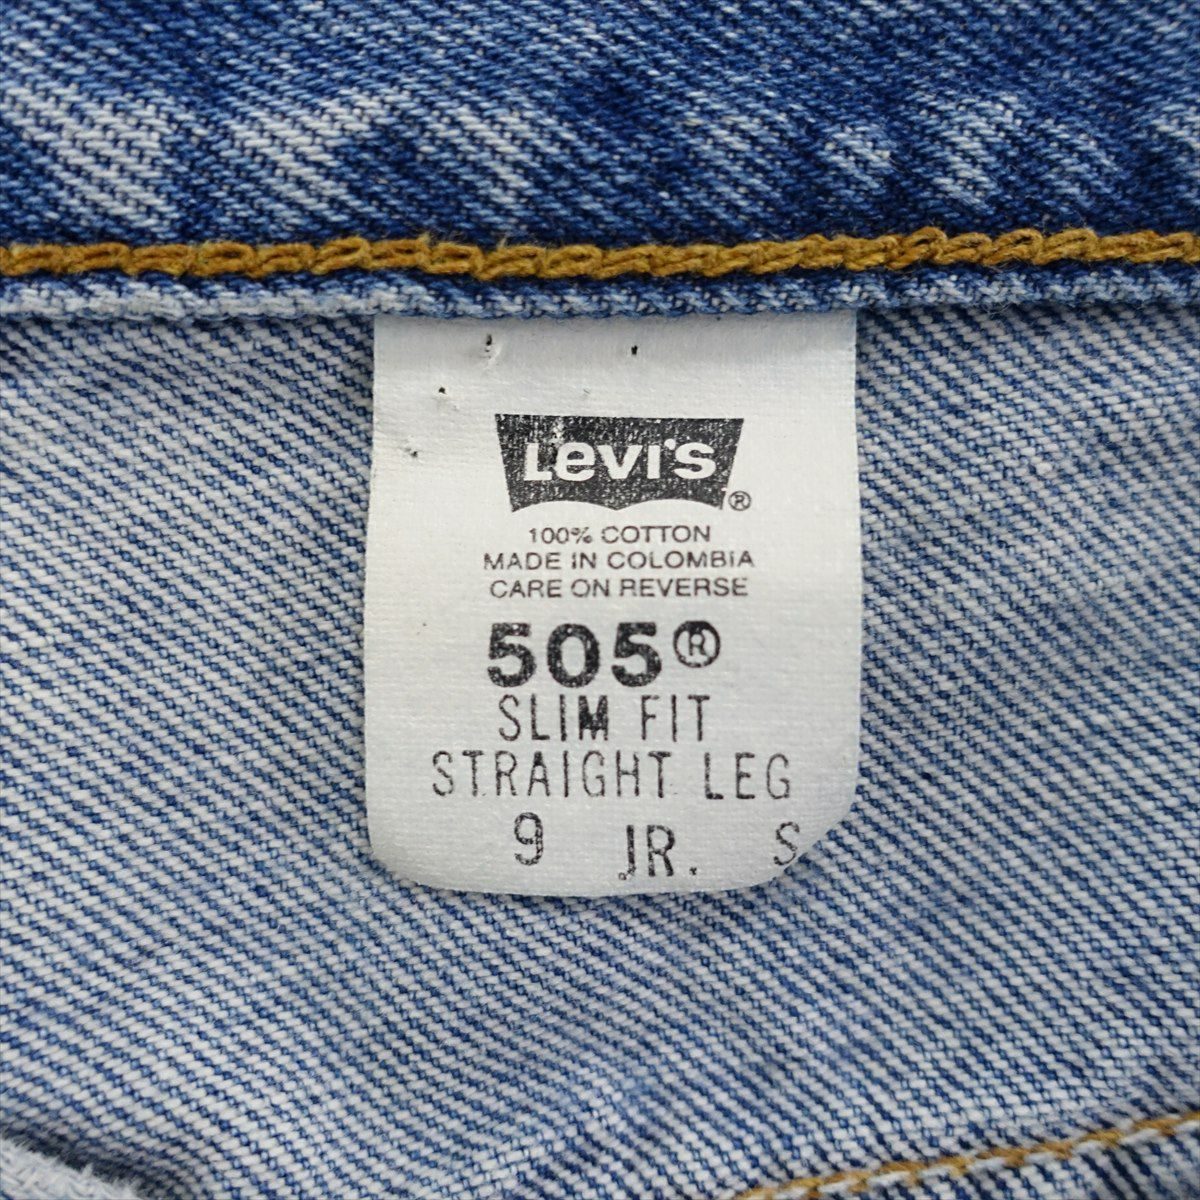 Levi's®
100% COTTON
MADE IN COLOMBIA
CARE ON REVERSE
505®
SLIM FIT
STRAIGHT LEG
9 JR. S